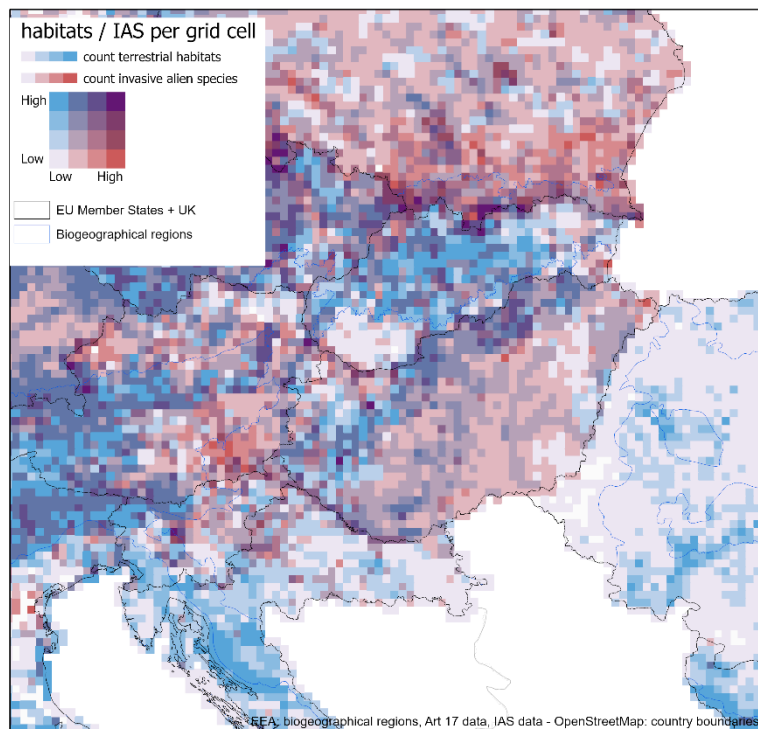 habitats / IAS per grid cell
count terrestrial habitats
count invasive alien species
High
Low
Low High
EU Member States + UK
Biogeographical regions
EEA: biogeographical regions, Art 17 data, IAS data - OpenStreetMap: country boundaries